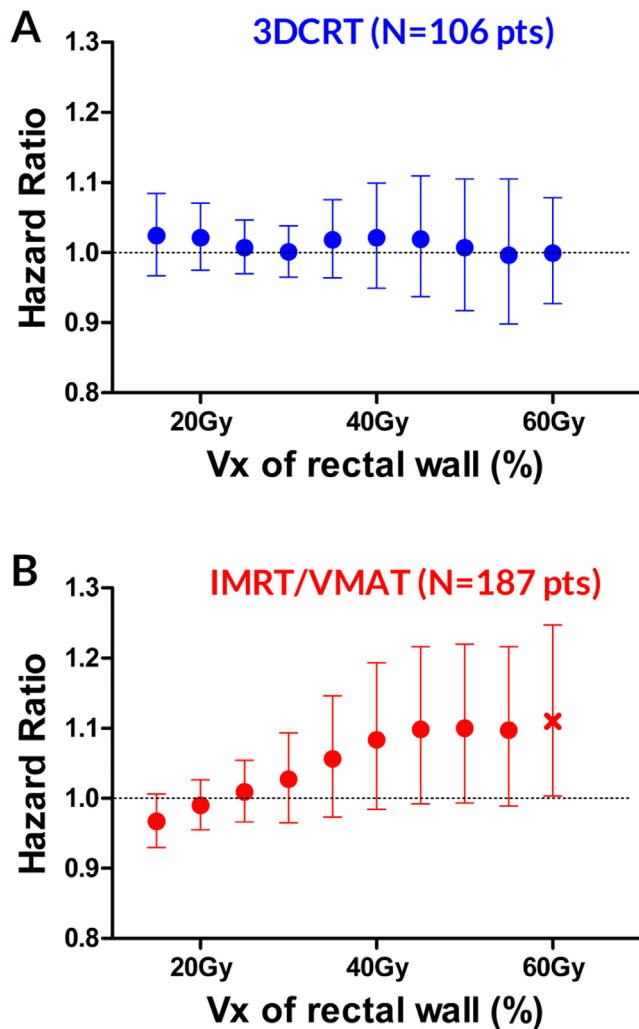 A
3DCRT (N=106 pts)
1.3
1.2
1.1
1.0
0.9
0.8
Hazard Ratio
20Gy 40Gy 60Gy
Vx of rectal wall (%)
B
IMRT/VMAT (N=187 pts)
1.3
1.2
1.1
1.0
0.9
0.8
Hazard Ratio
20Gy 40Gy 60Gy
Vx of rectal wall (%)